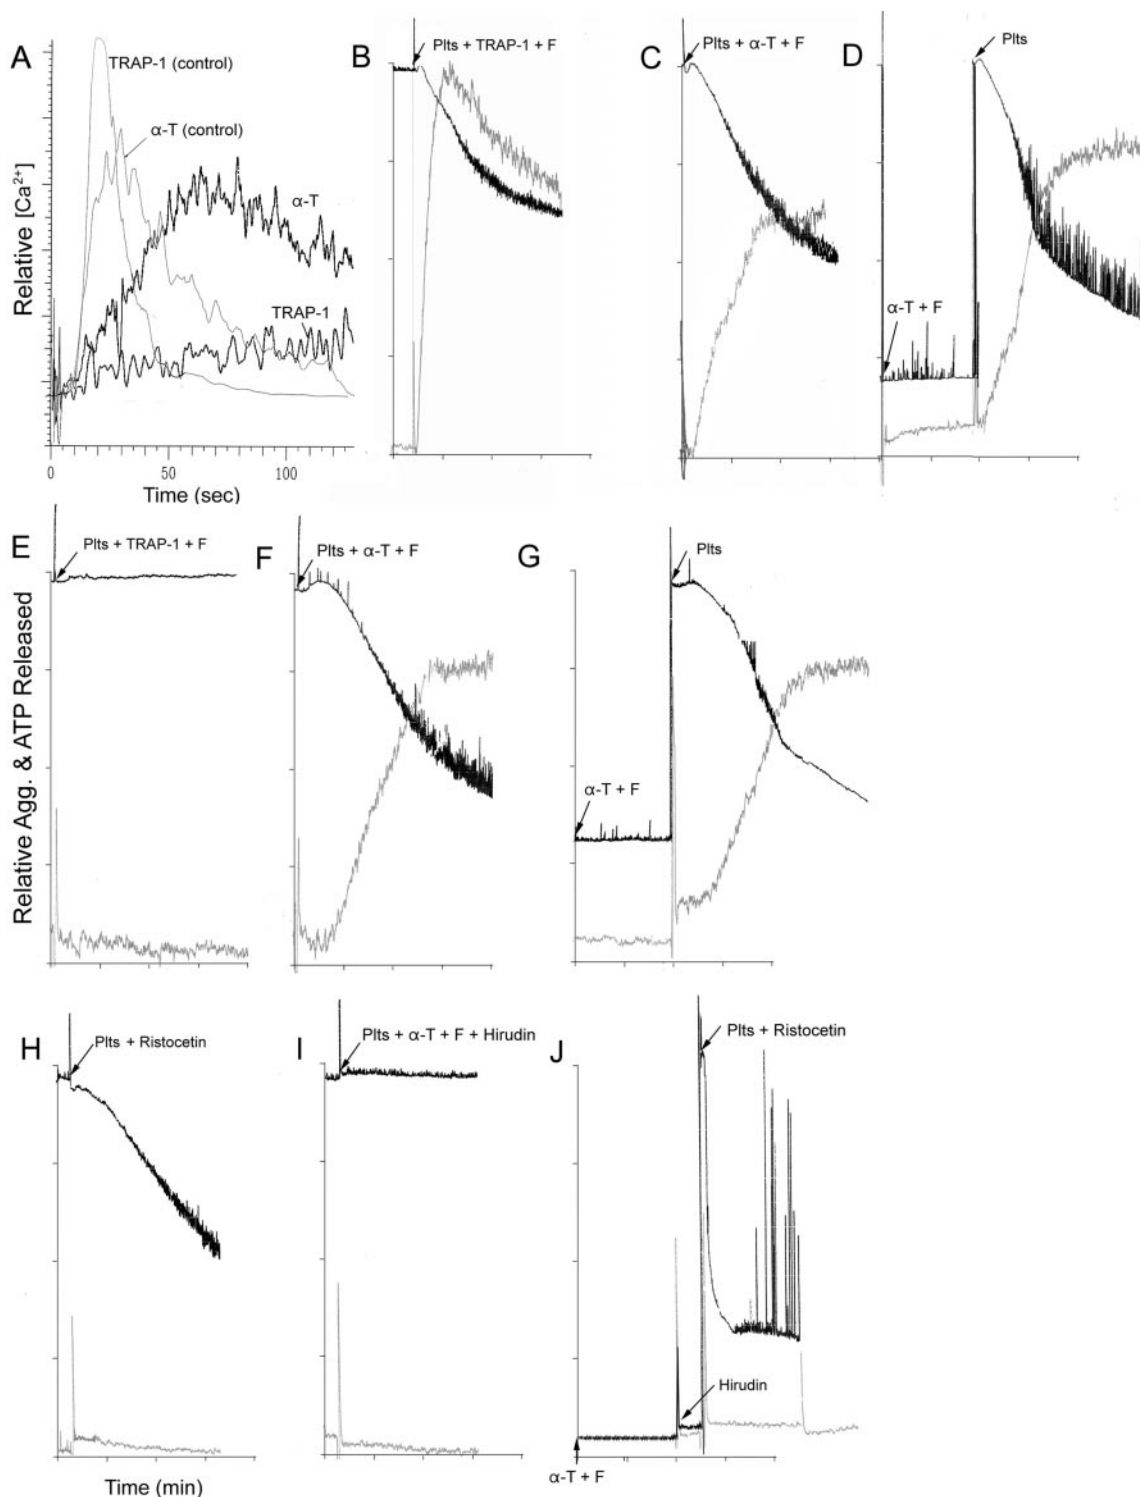 A
TRAP-1 (control)
α-T (control)
α-T
TRAP-1
Relative [Ca²⁺]
0
50
100
Time (sec)
B
Plts + TRAP-1 + F
C
Plts + α-T + F
D
Plts
α-T + F
E
Plts + TRAP-1 + F
F
Plts + α-T + F
G
Plts
α-T + F
Relative Agg. & ATP Released
H
Plts + Ristocetin
I
Plts + α-T + F + Hirudin
J
Plts + Ristocetin
Hirudin
α-T + F
Time (min)